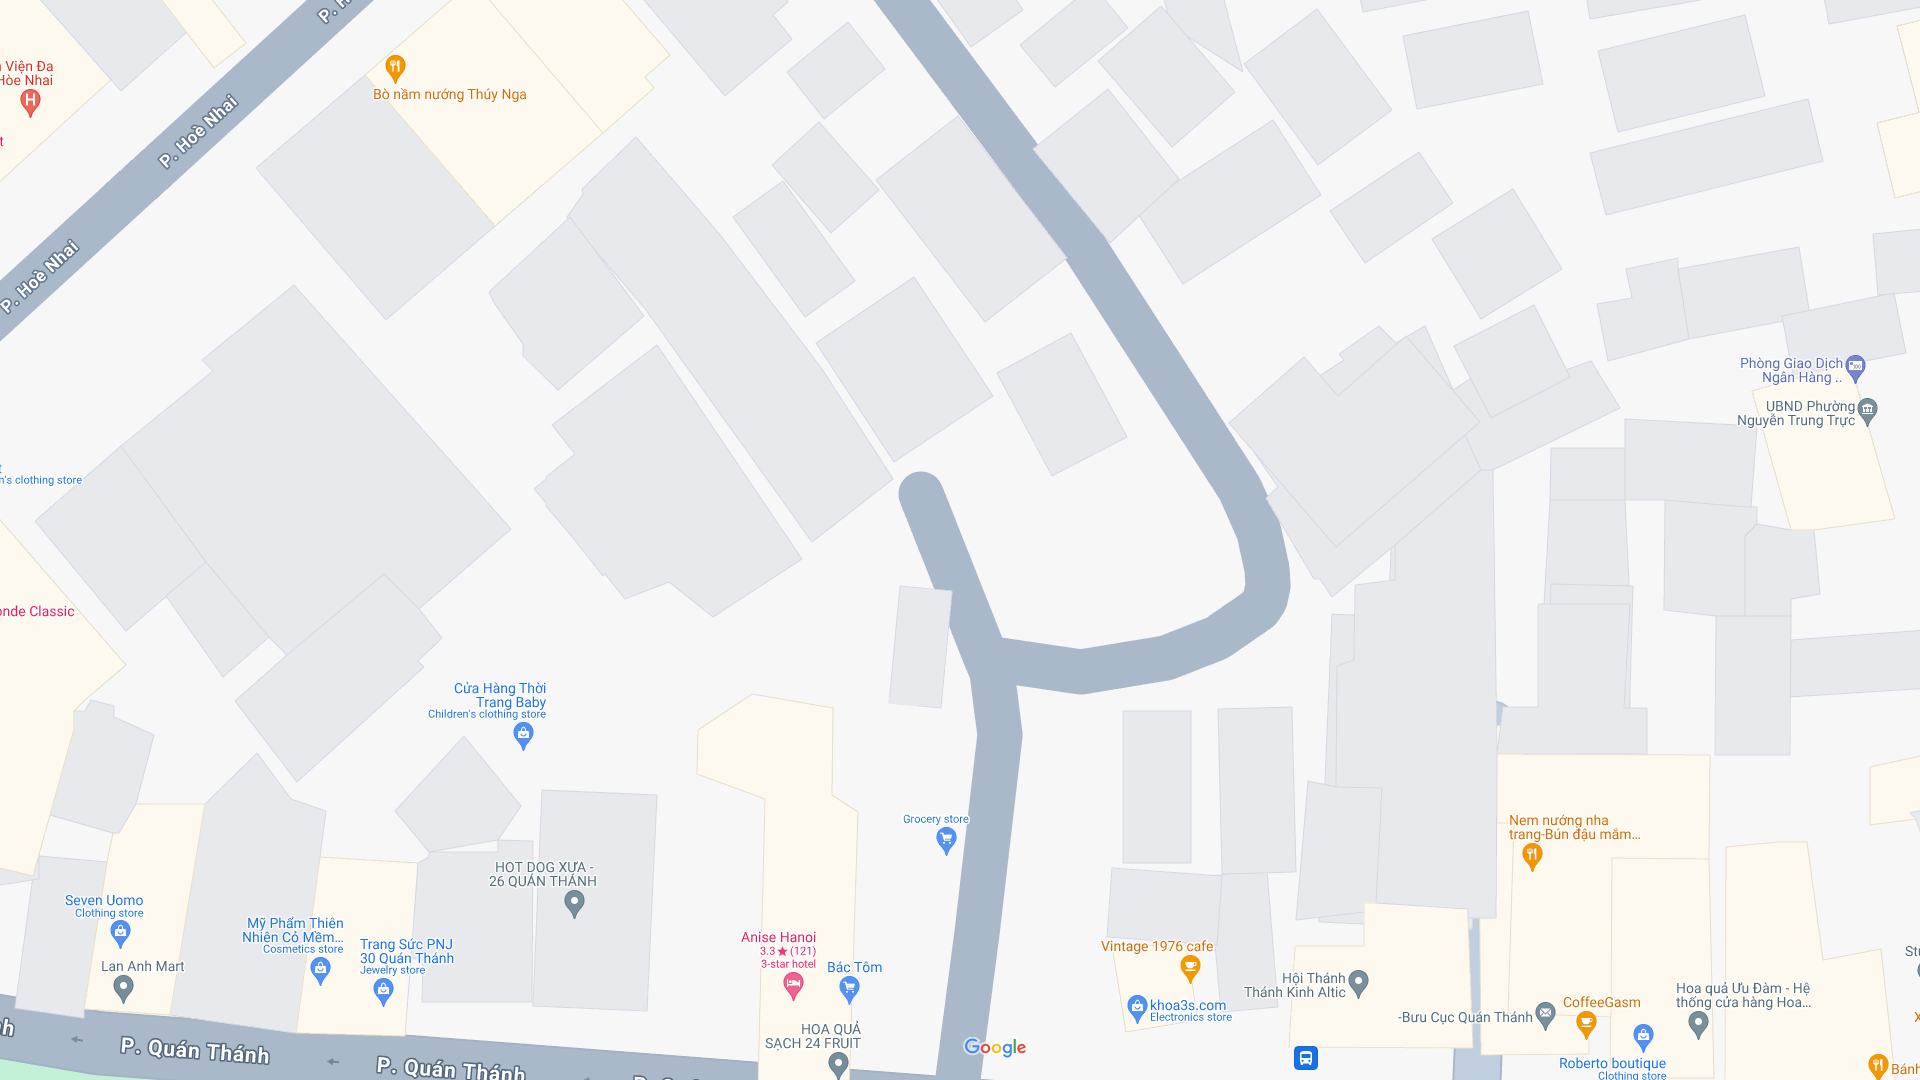 P. Hoè Nhai
P. Hoè Nhai
Viện Đa
Hòe Nhai
Bò nầm nướng Thúy Nga
Phòng Giao Dịch
Ngân Hàng ..
UBND Phường
Nguyễn Trung Trực
clothing store
Classic
Cửa Hàng Thời
Trang Baby
Children's clothing store
Grocery store
Nem nướng nha
trang-Bún đậu mắm...
HOT DOG XƯA -
26 QUÁN THÁNH
Seven Uomo
Clothing store
Mỹ Phẩm Thiên
Nhiên Cỏ Mềm...
Cosmetics store
Trang Sức PNJ
30 Quán Thánh
Jewelry store
Lan Anh Mart
Anise Hanoi
3.3★(121)
3-star hotel
Bác Tôm
Vintage 1976 cafe
khoa3s.com
Electronics store
Hội Thánh
Thánh Kinh Altic
-Bưu Cục Quán Thánh
CoffeeGasm
Hoa quả Ưu Đàm - Hệ
thống cửa hàng Hoa...
HOA QUẢ
SẠCH 24 FRUIT
Google
Roberto boutique
Clothing store
Bánh
P. Quán Thánh
P. Quán Thánh